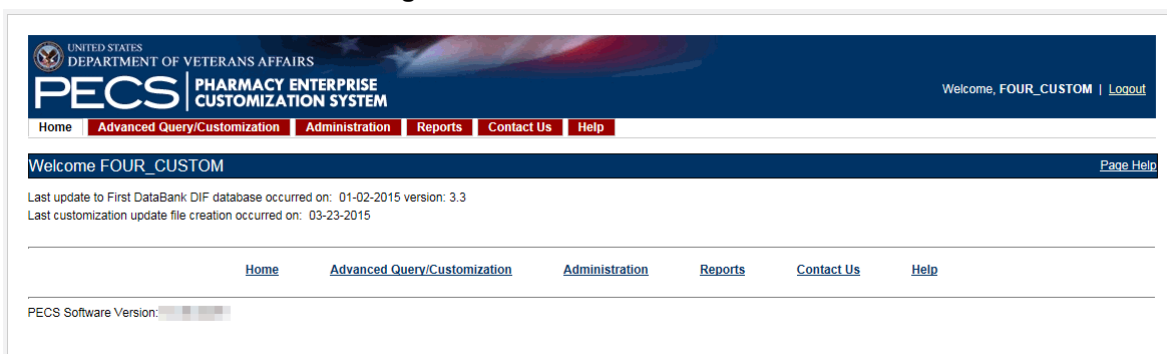 UNITED STATES
DEPARTMENT OF VETERANS AFFAIRS
PECS PHARMACY ENTERPRISE
CUSTOMIZATION SYSTEM
Welcome, FOUR_CUSTOM | Logout
Home Advanced Query/Customization Administration Reports Contact Us Help
Welcome FOUR_CUSTOM Page Help
Last update to First DataBank DIF database occurred on: 01-02-2015 version: 3.3
Last customization update file creation occurred on: 03-23-2015
Home Advanced Query/Customization Administration Reports Contact Us Help
PECS Software Version: